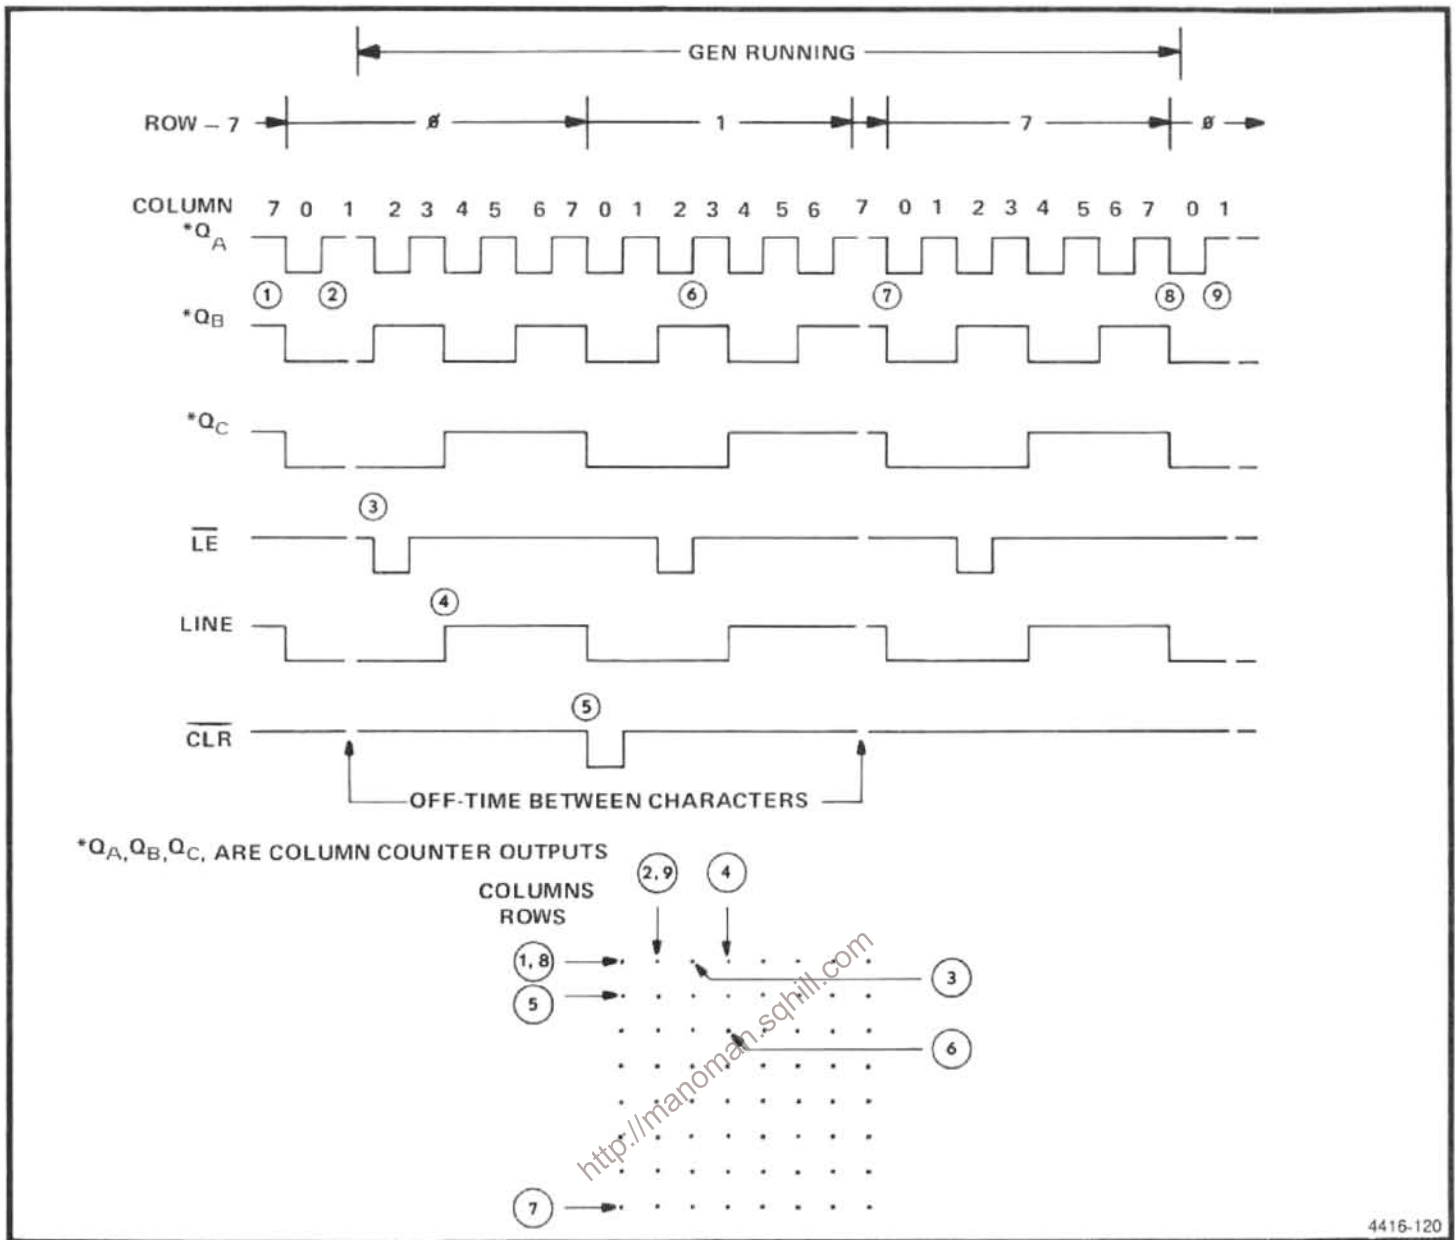 GEN RUNNING
ROW – 7 ø 1 7 ø
COLUMN 7 0 1 2 3 4 5 6 7 0 1 2 3 4 5 6 7 0 1 2 3 4 5 6 7 0 1
*QA
1 2 6 7 8 9
*QB
*QC
3
LE
4
LINE
5
CLR
OFF-TIME BETWEEN CHARACTERS
*QA,QB,QC, ARE COLUMN COUNTER OUTPUTS
2,9 4
COLUMNS
ROWS
1,8
3
5
6
7
http://manoman.sqhill.com
4416-120